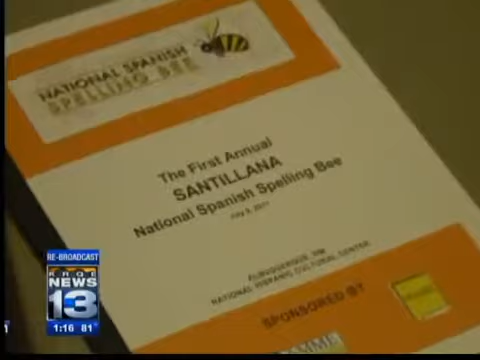 NATIONAL SPANISH
SPELLING BEE
The First Annual
SANTILLANA
National Spanish Spelling Bee
ALBUQUERQUE, NM
NATIONAL HISPANIC CULTURAL CENTER
SPONSORED BY
RE-BROADCAST
KRQE
NEWS
13
1:16 81°